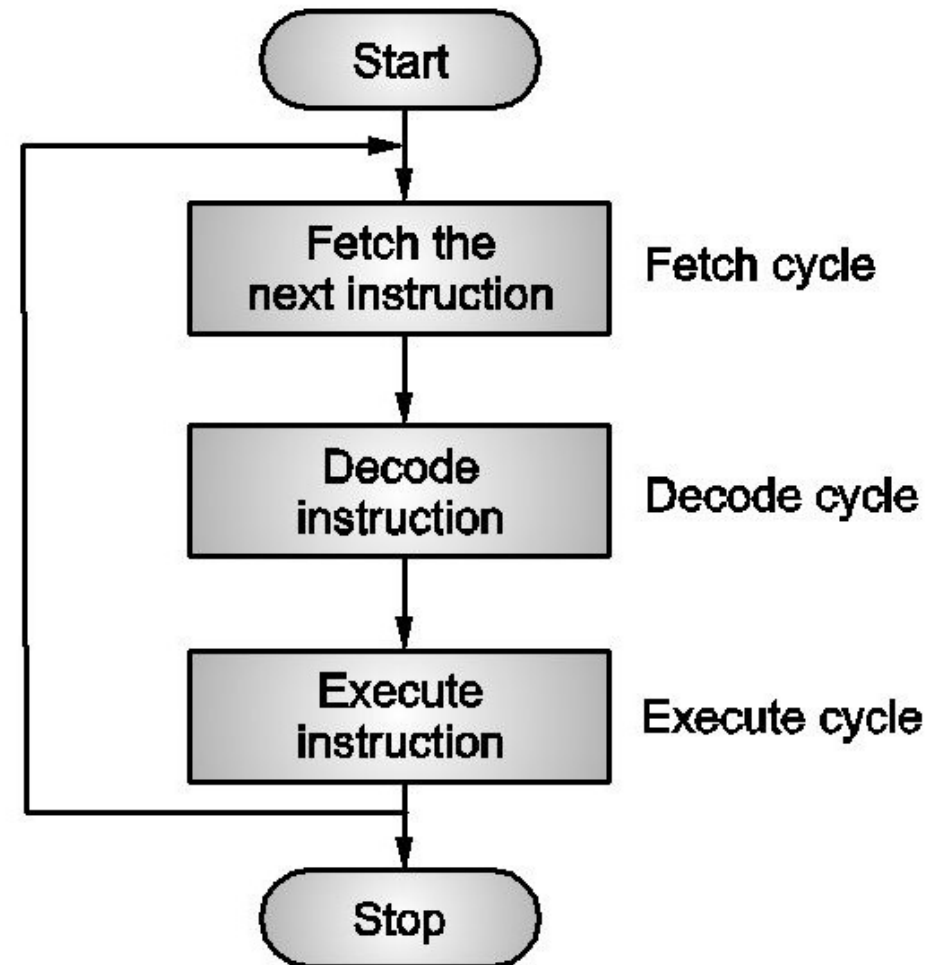 Start
Fetch the
next instruction
Fetch cycle
Decode
instruction
Decode cycle
Execute
instruction
Execute cycle
Stop